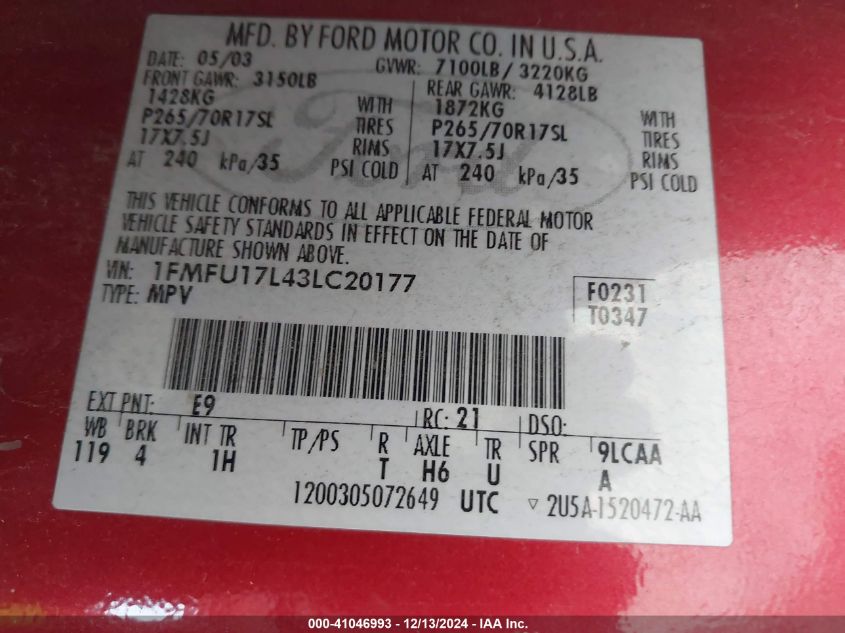 MFD. BY FORD MOTOR CO. IN U.S.A.
DATE: 05/03 GVWR: 7100LB/ 3220KG
FRONT GAWR: 3150LB REAR GAWR: 4128LB
1428KG WITH 1872KG WITH
P265/70R17SL TIRES P265/70R17SL TIRES
17X7.5J RIMS 17X7.5J RIMS
AT 240 kPa/35 PSI COLD AT 240 kPa/35 PSI COLD
THIS VEHICLE CONFORMS TO ALL APPLICABLE FEDERAL MOTOR
VEHICLE SAFETY STANDARDS IN EFFECT ON THE DATE OF
MANUFACTURE SHOWN ABOVE.
VIN: 1FMFU17L43LC20177
TYPE: MPV
F0231
T0347
EXT PNT: E9 RC: 21 DSO:
WB BRK INT TR TP/PS R AXLE TR SPR 9LCAA
119 4 1H T H6 U A
1200305072649 UTC ▽ 2U5A-1520472-AA
Ford
000-41046993 - 12/13/2024 - IAA Inc.